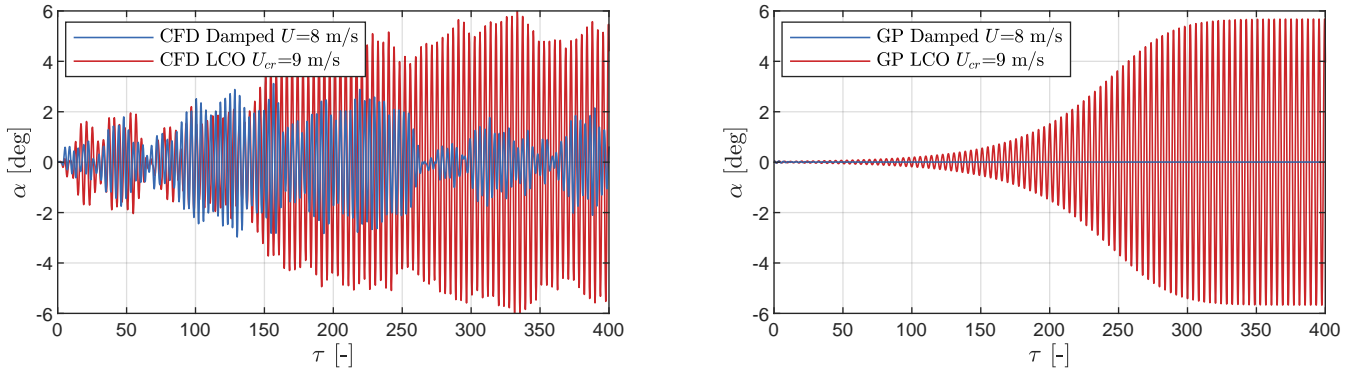 6
4
2
0
-2
-4
-6
α [deg]
CFD Damped U=8 m/s
CFD LCO Ucr=9 m/s
0 50 100 150 200 250 300 350 400
τ [-]
6
4
2
0
-2
-4
-6
α [deg]
GP Damped U=8 m/s
GP LCO Ucr=9 m/s
0 50 100 150 200 250 300 350 400
τ [-]